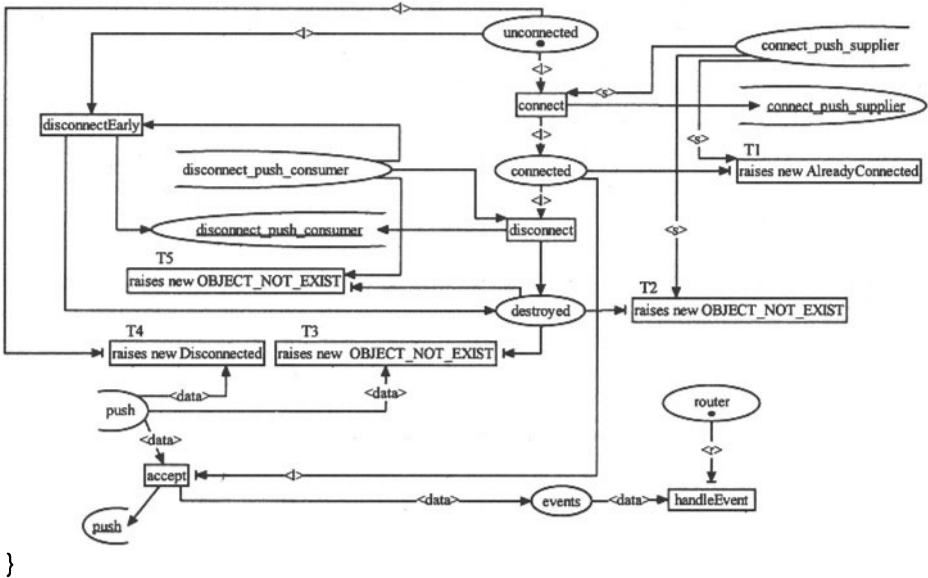 <l>
<l>
unconnected
connect_push_supplier
<l>
<s>
connect
connect_push_supplier
disconnectEarly
<l>
<s>
T1
disconnect_push_consumer
connected
raises new AlreadyConnected
<l>
disconnect_push_consumer
disconnect
<s>
T5
raises new OBJECT_NOT_EXIST
T2
destroyed
raises new OBJECT_NOT_EXIST
T4
T3
raises new Disconnected
raises new OBJECT_NOT_EXIST
<data>
<data>
push
router
<data>
<r>
accept
<l>
<data>
events
<data>
handleEvent
push
}